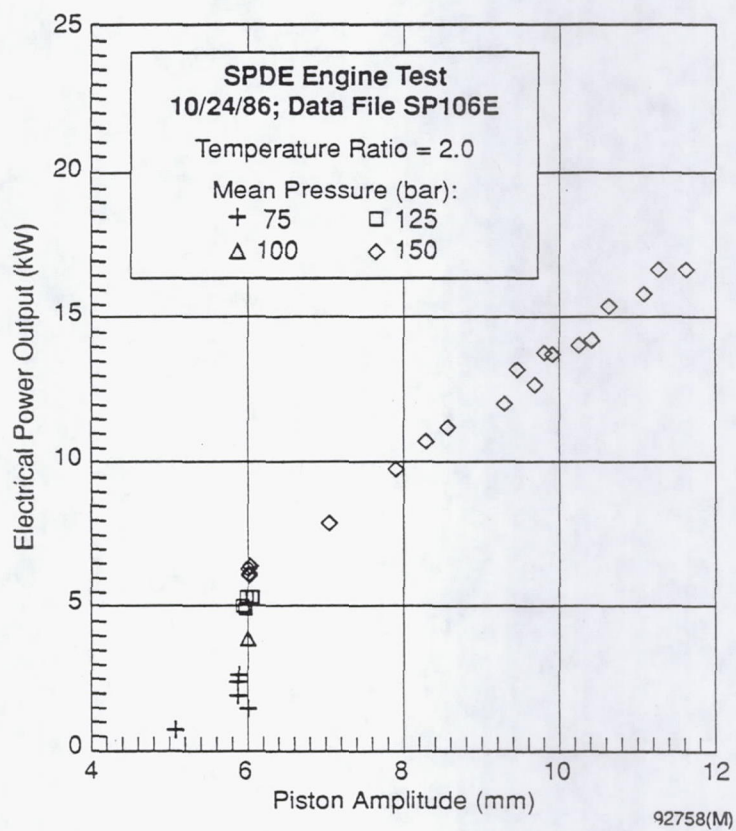 SPDE Engine Test
10/24/86; Data File SP106E
Temperature Ratio = 2.0
Mean Pressure (bar):
+ 75 □ 125
△ 100 ◇ 150
Electrical Power Output (kW)
25
20
15
10
5
0
4 6 8 10 12
Piston Amplitude (mm)
92758(M)